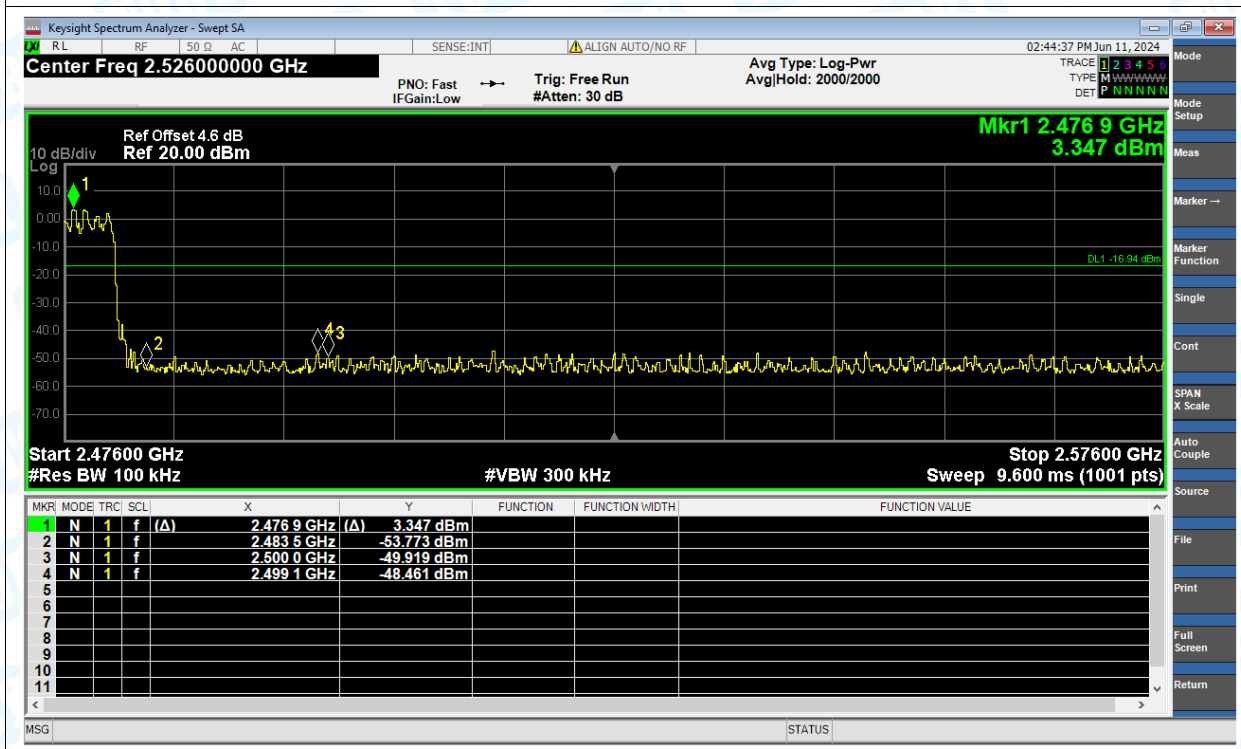 Keysight Spectrum Analyzer - Swept SA
LXI RL RF 50 Ω AC SENSE:INT ALIGN AUTO/NO RF 02:44:37 PM Jun 11, 2024
Center Freq 2.526000000 GHz
PNO: Fast
IFGain:Low
Trig: Free Run
#Atten: 30 dB
Avg Type: Log-Pwr
Avg|Hold: 2000/2000
TRACE 1 2 3 4 5 6
TYPE M WWWWW
DET P N N N N N
Ref Offset 4.6 dB
10 dB/div Ref 20.00 dBm
Log
Mkr1 2.476 9 GHz
3.347 dBm
10.0
0.00
-10.0
-20.0
-30.0
-40.0
-50.0
-60.0
-70.0
1
2
4 3
DL1 -16.94 dBm
Start 2.47600 GHz Stop 2.57600 GHz
#Res BW 100 kHz #VBW 300 kHz Sweep 9.600 ms (1001 pts)
MKR MODE TRC SCL X Y FUNCTION FUNCTION WIDTH FUNCTION VALUE
1 N 1 f (Δ) 2.476 9 GHz (Δ) 3.347 dBm
2 N 1 f 2.483 5 GHz -53.773 dBm
3 N 1 f 2.500 0 GHz -49.919 dBm
4 N 1 f 2.499 1 GHz -48.461 dBm
5
6
7
8
9
10
11
MSG STATUS
Mode
Mode
Setup
Meas
Marker →
Marker
Function
Single
Cont
SPAN
X Scale
Auto
Couple
Source
File
Print
Full
Screen
Return